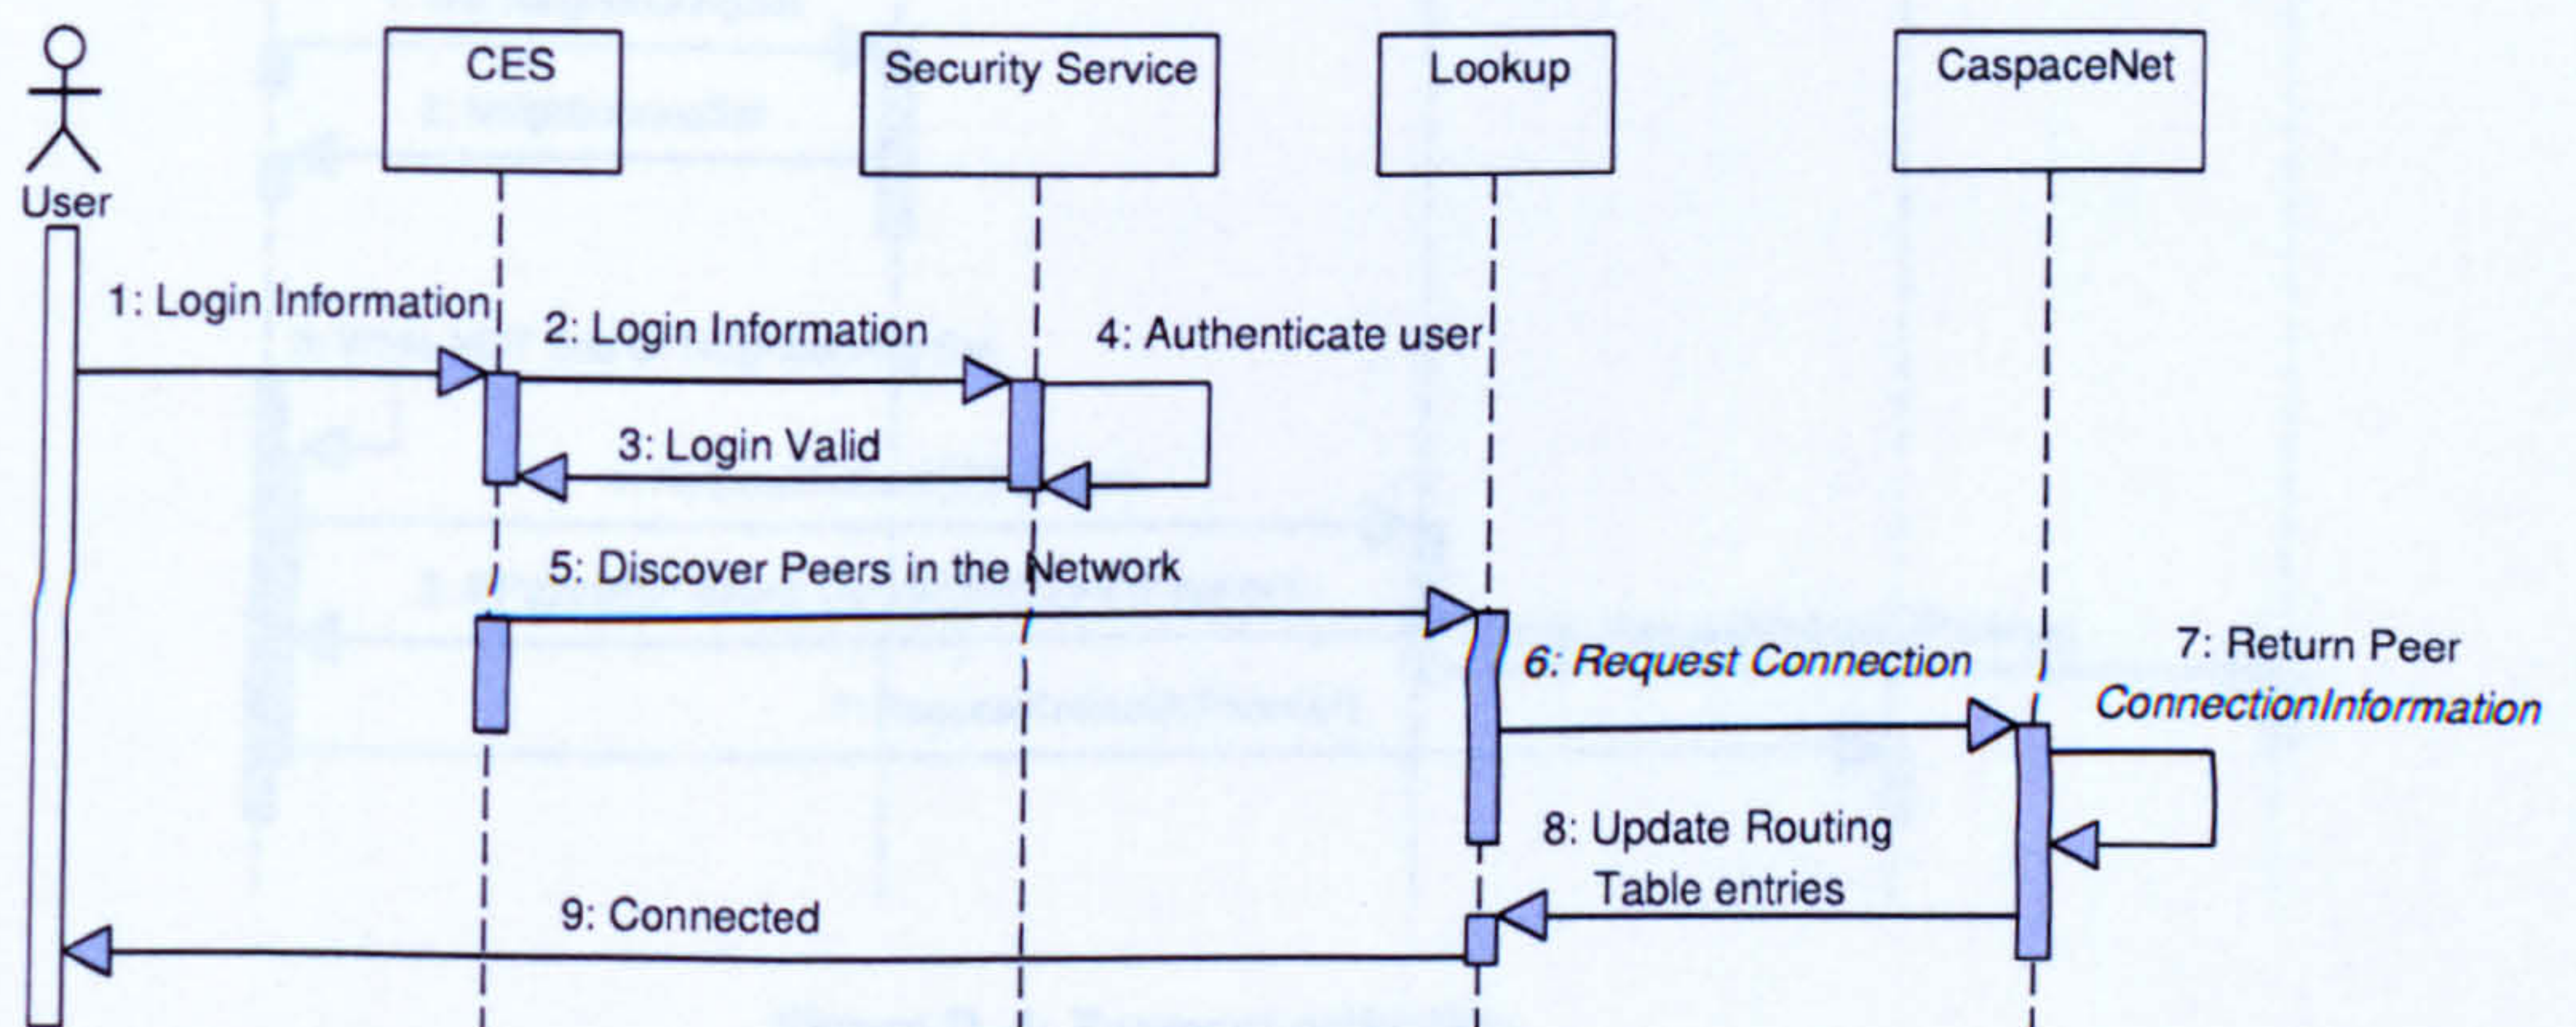 CES
Security Service
Lookup
CaspaceNet
User
1: Login Information
2: Login Information
4: Authenticate user
3: Login Valid
5: Discover Peers in the Network
6: Request Connection
7: Return Peer
ConnectionInformation
8: Update Routing
Table entries
9: Connected